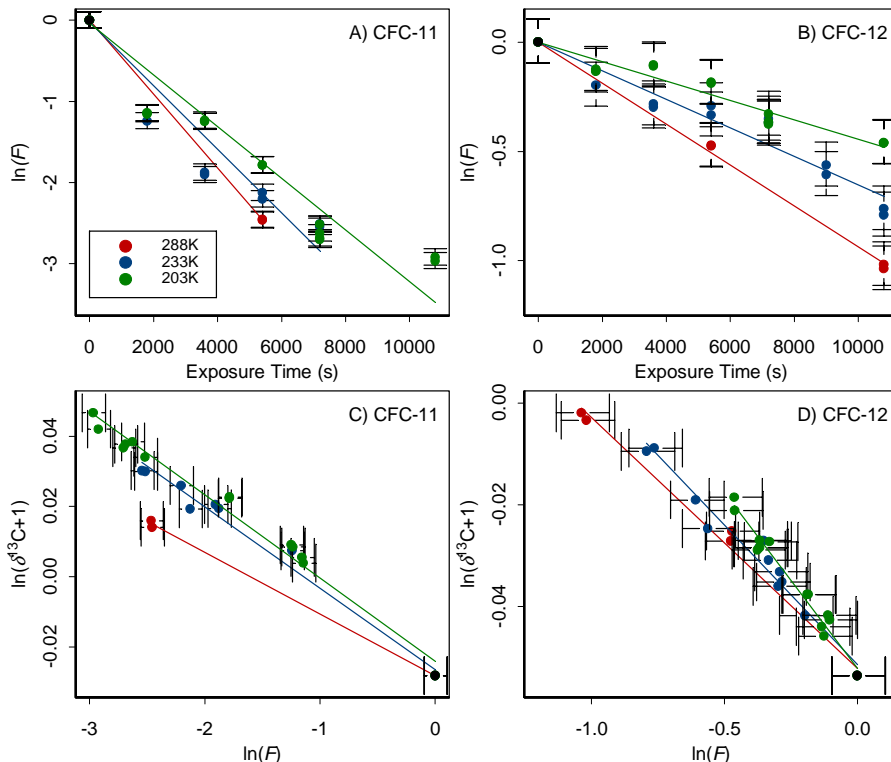 A) CFC-11
ln(F)
0
-1
-2
-3
288K
233K
203K
0 2000 4000 6000 8000 10000
Exposure Time (s)
B) CFC-12
ln(F)
0.0
-0.5
-1.0
0 2000 4000 6000 8000 10000
Exposure Time (s)
C) CFC-11
ln(δ¹³C+1)
0.04
0.02
0.00
-0.02
-3 -2 -1 0
ln(F)
D) CFC-12
ln(δ¹³C+1)
0.00
-0.02
-0.04
-1.0 -0.5 0.0
ln(F)